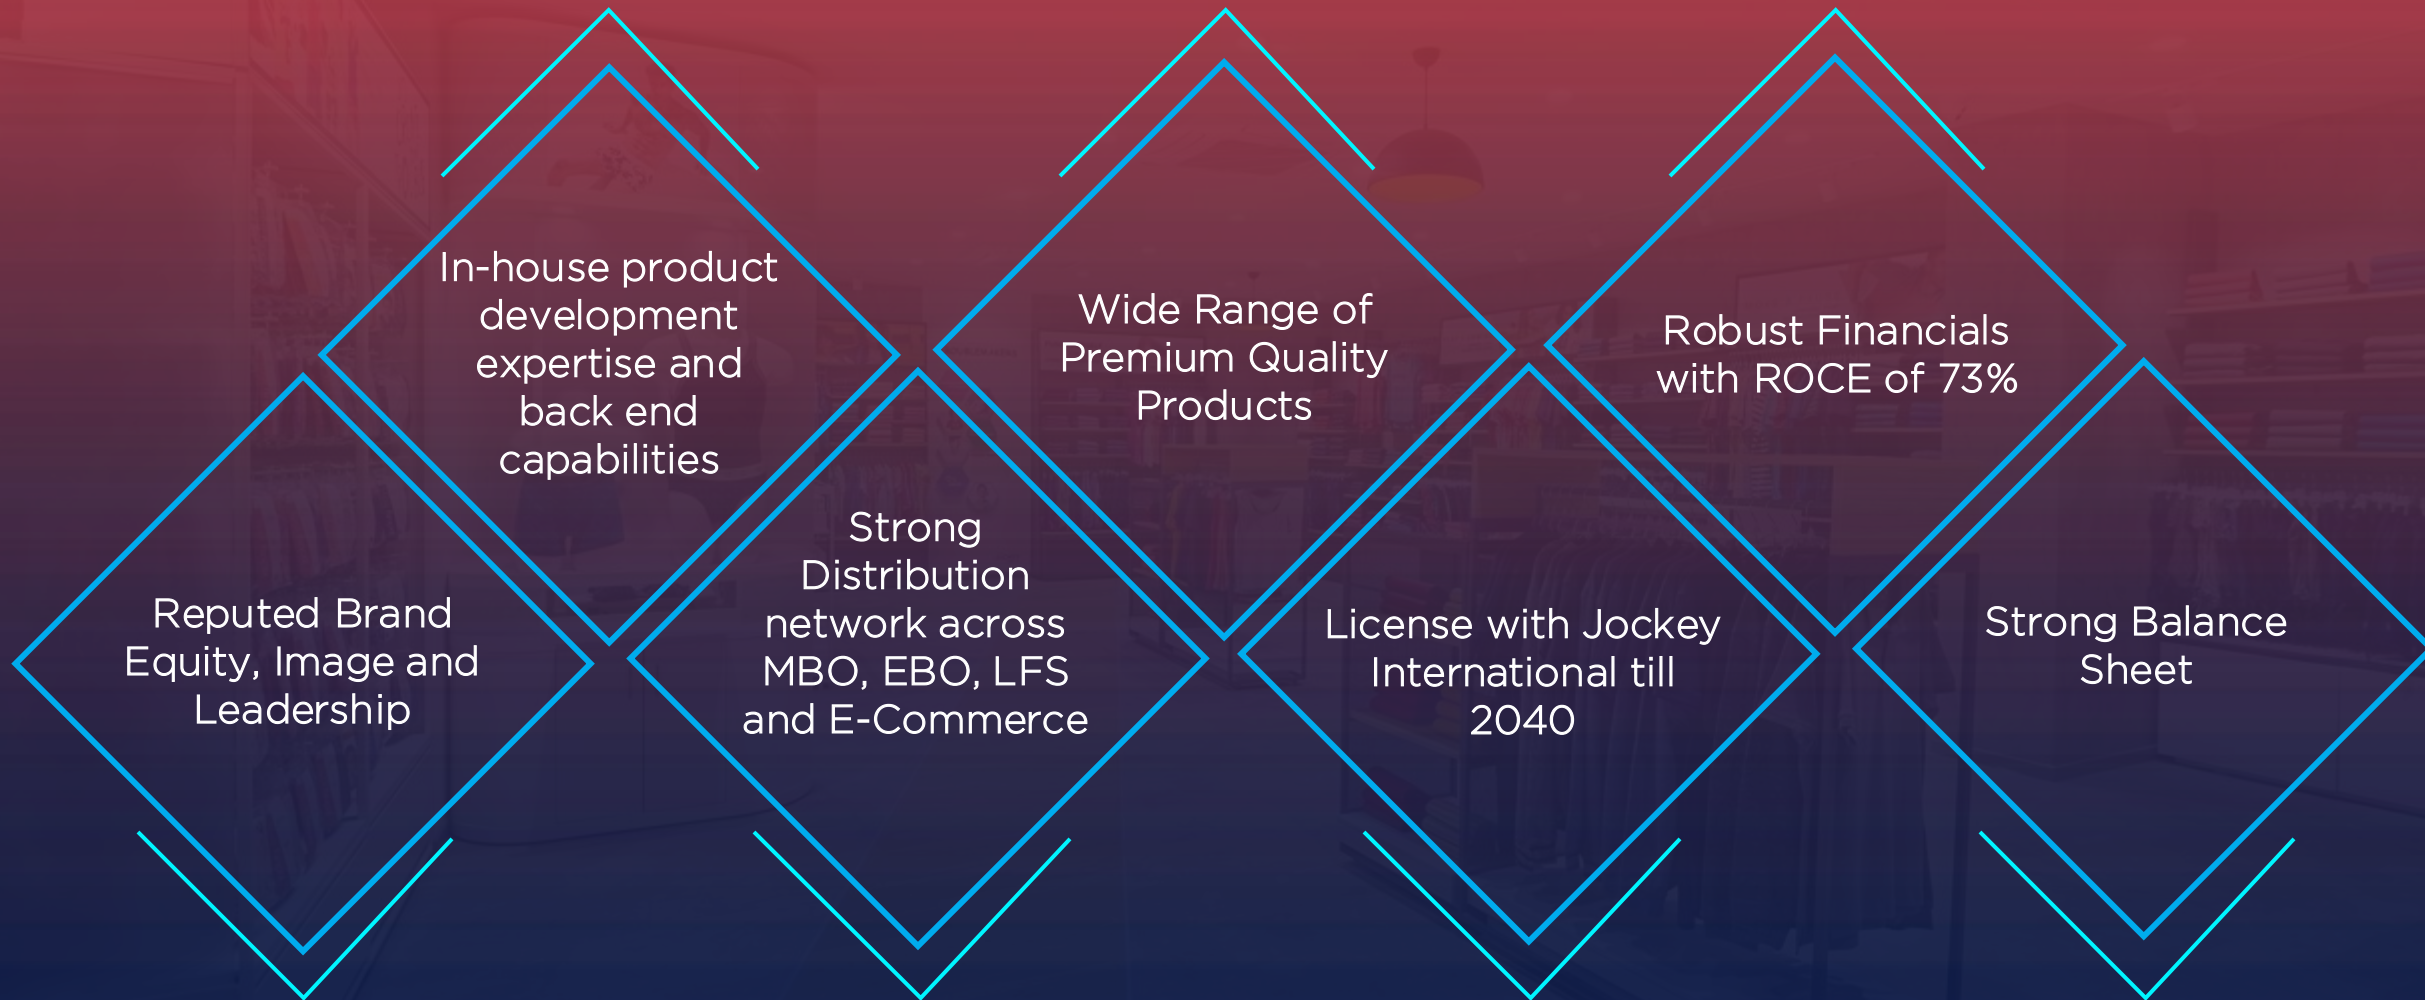 In-house product
development
expertise and
back end
capabilities
Wide Range of
Premium Quality
Products
Robust Financials
with ROCE of 73%
Reputed Brand
Equity, Image and
Leadership
Strong
Distribution
network across
MBO, EBO, LFS
and E-Commerce
License with Jockey
International till
2040
Strong Balance
Sheet